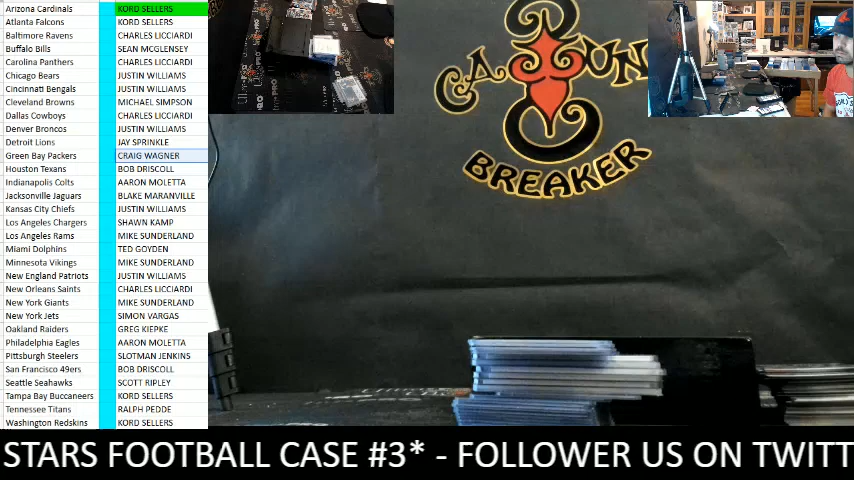 Arizona Cardinals KORD SELLERS
Atlanta Falcons KORD SELLERS
Baltimore Ravens CHARLES LICCIARDI
Buffalo Bills SEAN MCGLENSEY
Carolina Panthers CHARLES LICCIARDI
Chicago Bears JUSTIN WILLIAMS
Cincinnati Bengals JUSTIN WILLIAMS
Cleveland Browns MICHAEL SIMPSON
Dallas Cowboys CHARLES LICCIARDI
Denver Broncos JUSTIN WILLIAMS
Detroit Lions JAY SPRINKLE
Green Bay Packers CRAIG WAGNER
Houston Texans BOB DRISCOLL
Indianapolis Colts AARON MOLETTA
Jacksonville Jaguars BLAKE MARANVILLE
Kansas City Chiefs JUSTIN WILLIAMS
Los Angeles Chargers SHAWN KAMP
Los Angeles Rams MIKE SUNDERLAND
Miami Dolphins TED GOYDEN
Minnesota Vikings MIKE SUNDERLAND
New England Patriots JUSTIN WILLIAMS
New Orleans Saints CHARLES LICCIARDI
New York Giants MIKE SUNDERLAND
New York Jets SIMON VARGAS
Oakland Raiders GREG KIEPKE
Philadelphia Eagles AARON MOLETTA
Pittsburgh Steelers SLOTMAN JENKINS
San Francisco 49ers BOB DRISCOLL
Seattle Seahawks SCOTT RIPLEY
Tampa Bay Buccaneers KORD SELLERS
Tennessee Titans RALPH PEDDE
Washington Redskins KORD SELLERS
BREAKER
STARS FOOTBALL CASE #3* - FOLLOWER US ON TWITT